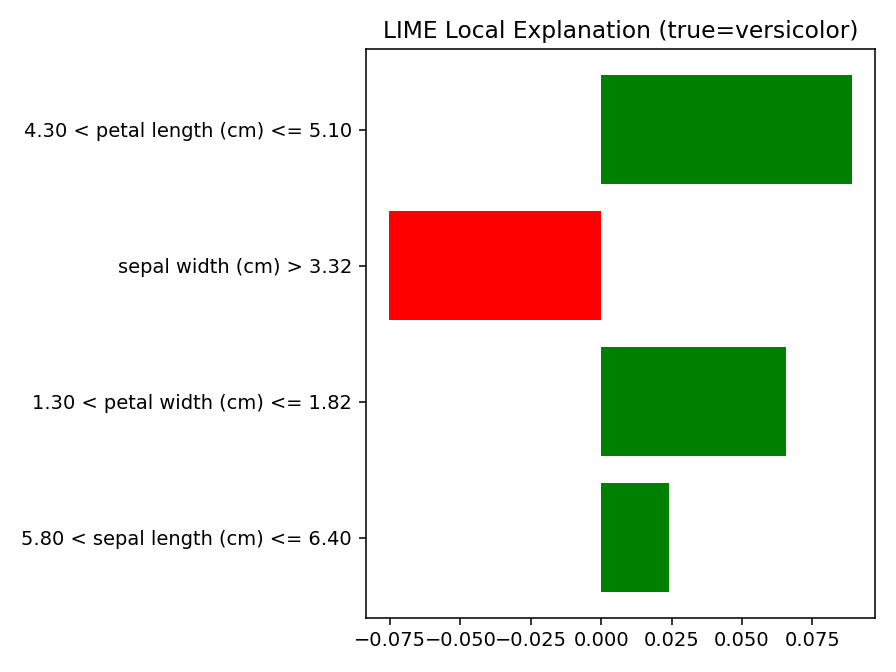 LIME Local Explanation (true=versicolor)
4.30 < petal length (cm) <= 5.10
sepal width (cm) > 3.32
1.30 < petal width (cm) <= 1.82
5.80 < sepal length (cm) <= 6.40
−0.075−0.050−0.025 0.000 0.025 0.050 0.075